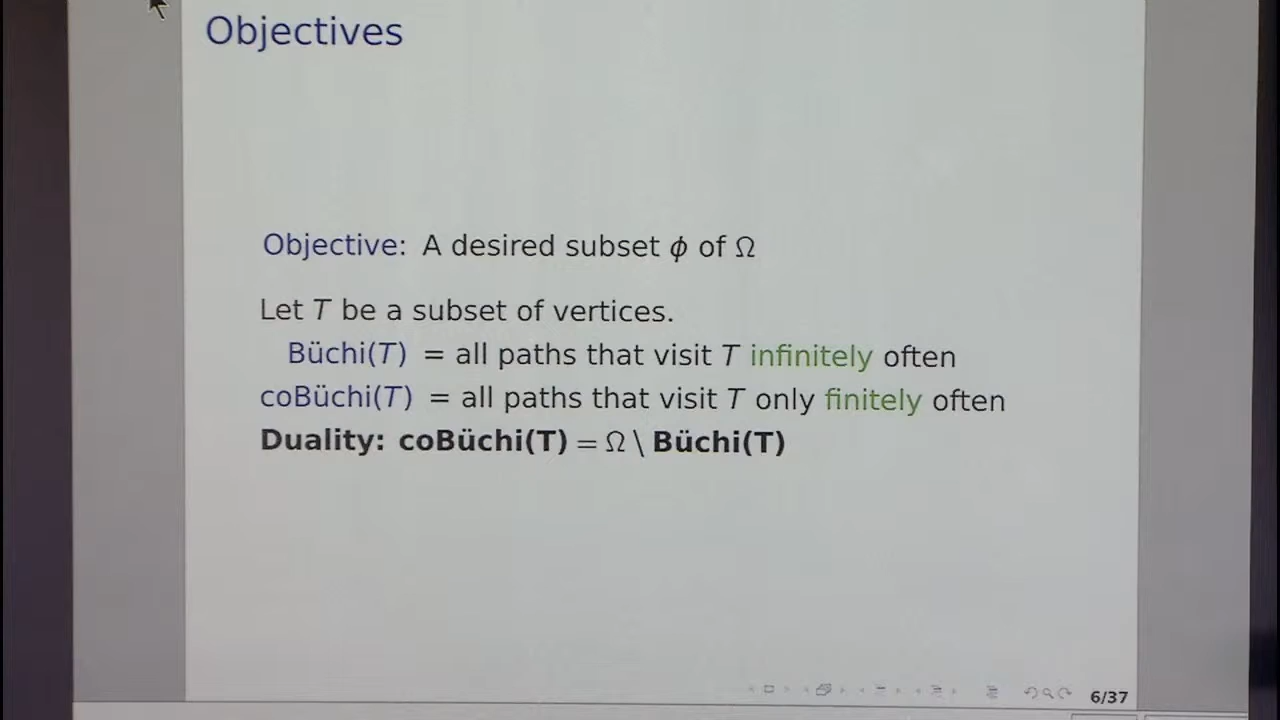 Objectives
Objective: A desired subset ϕ of Ω
Let T be a subset of vertices.
Büchi(T) = all paths that visit T infinitely often
coBüchi(T) = all paths that visit T only finitely often
Duality: coBüchi(T) = Ω \ Büchi(T)
6/37